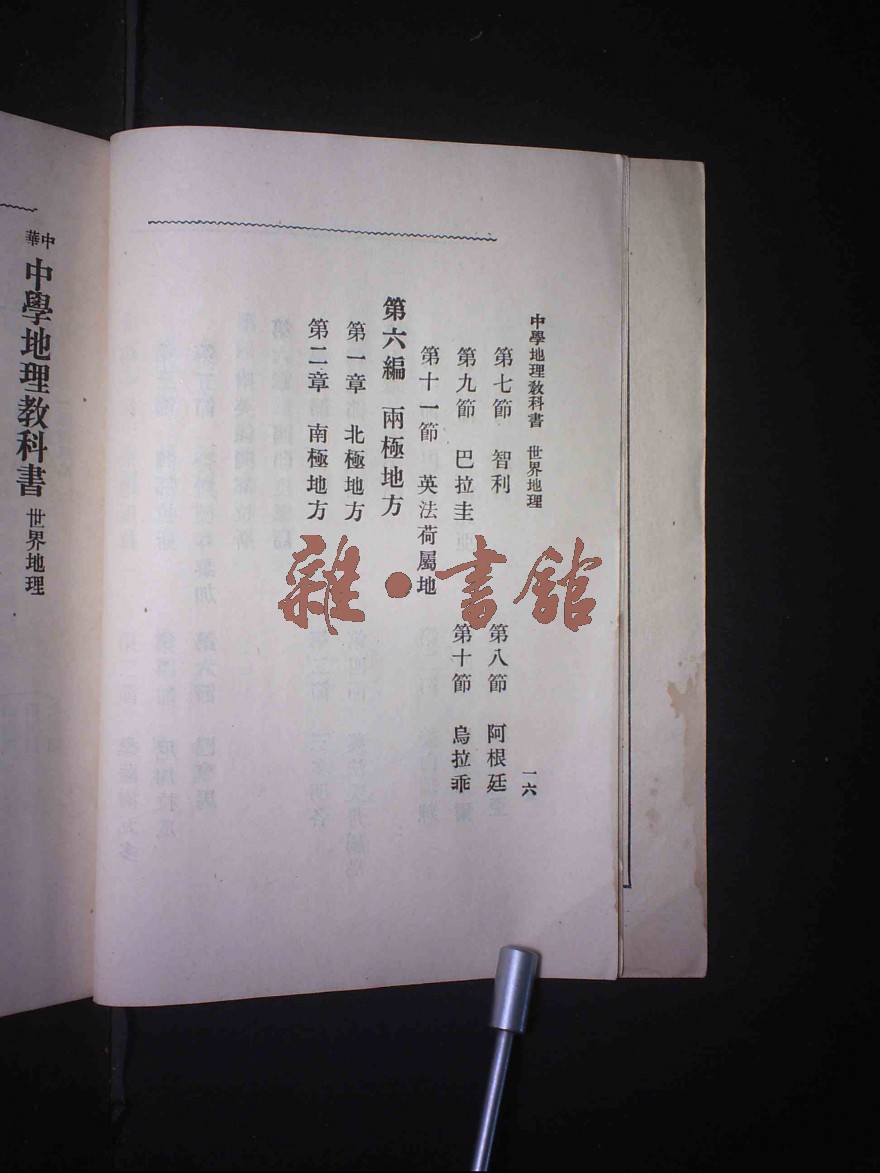 中學地理教科書 世界地理
一六
第七節 智利
第八節 阿根廷
第九節 巴拉圭
第十節 烏拉乖
第十一節 英法荷屬地
第六編 兩極地方
第一章 北極地方
第二章 南極地方
中華 中學地理教科書 世界地理
雜·書館